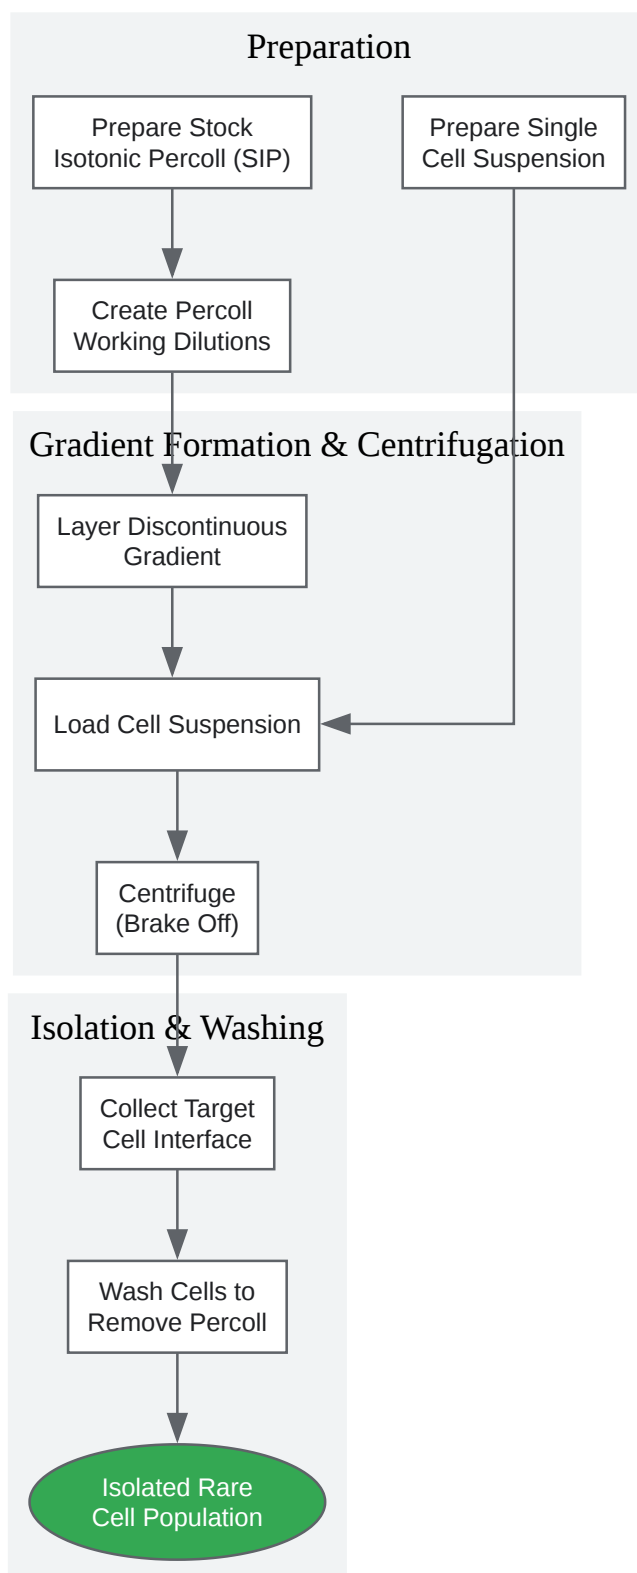 Preparation
Prepare Stock
Isotonic Percoll (SIP)
Prepare Single
Cell Suspension
Create Percoll
Working Dilutions
Gradient Formation & Centrifugation
Layer Discontinuous
Gradient
Load Cell Suspension
Centrifuge
(Brake Off)
Isolation & Washing
Collect Target
Cell Interface
Wash Cells to
Remove Percoll
Isolated Rare
Cell Population